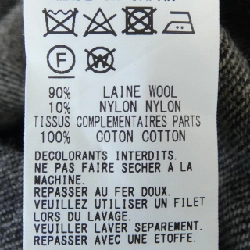 90% LAINE WOOL
10% NYLON NYLON
TISSUS COMPLEMENTAIRES PARTS
100% COTON COTTON
DECOLORANTS INTERDITS.
NE PAS FAIRE SECHER A LA
MACHINE.
REPASSER AU FER DOUX.
VEUILLEZ UTILISER UN FILET
LORS DU LAVAGE.
VEUILLER LAVER SEPAREMENT.
REPASSER AVEC UNE ETOFFE.